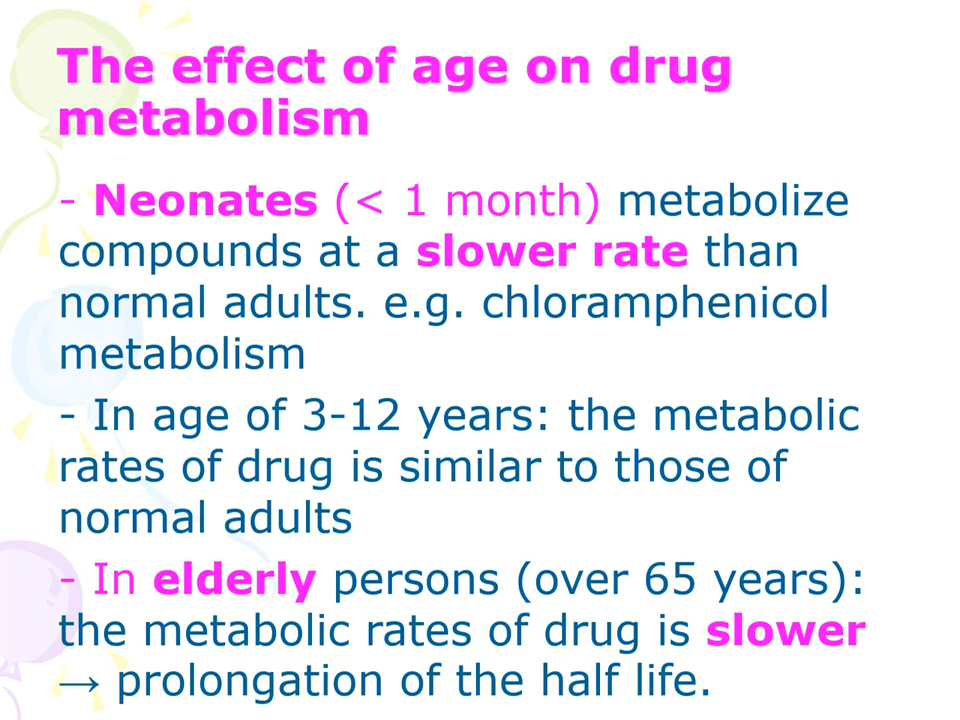 The effect of age on drug
metabolism
- Neonates (< 1 month) metabolize
compounds at a slower rate than
normal adults. e.g. chloramphenicol
metabolism
- In age of 3-12 years: the metabolic
rates of drug is similar to those of
normal adults
- In elderly persons (over 65 years):
the metabolic rates of drug is slower
→ prolongation of the half life.